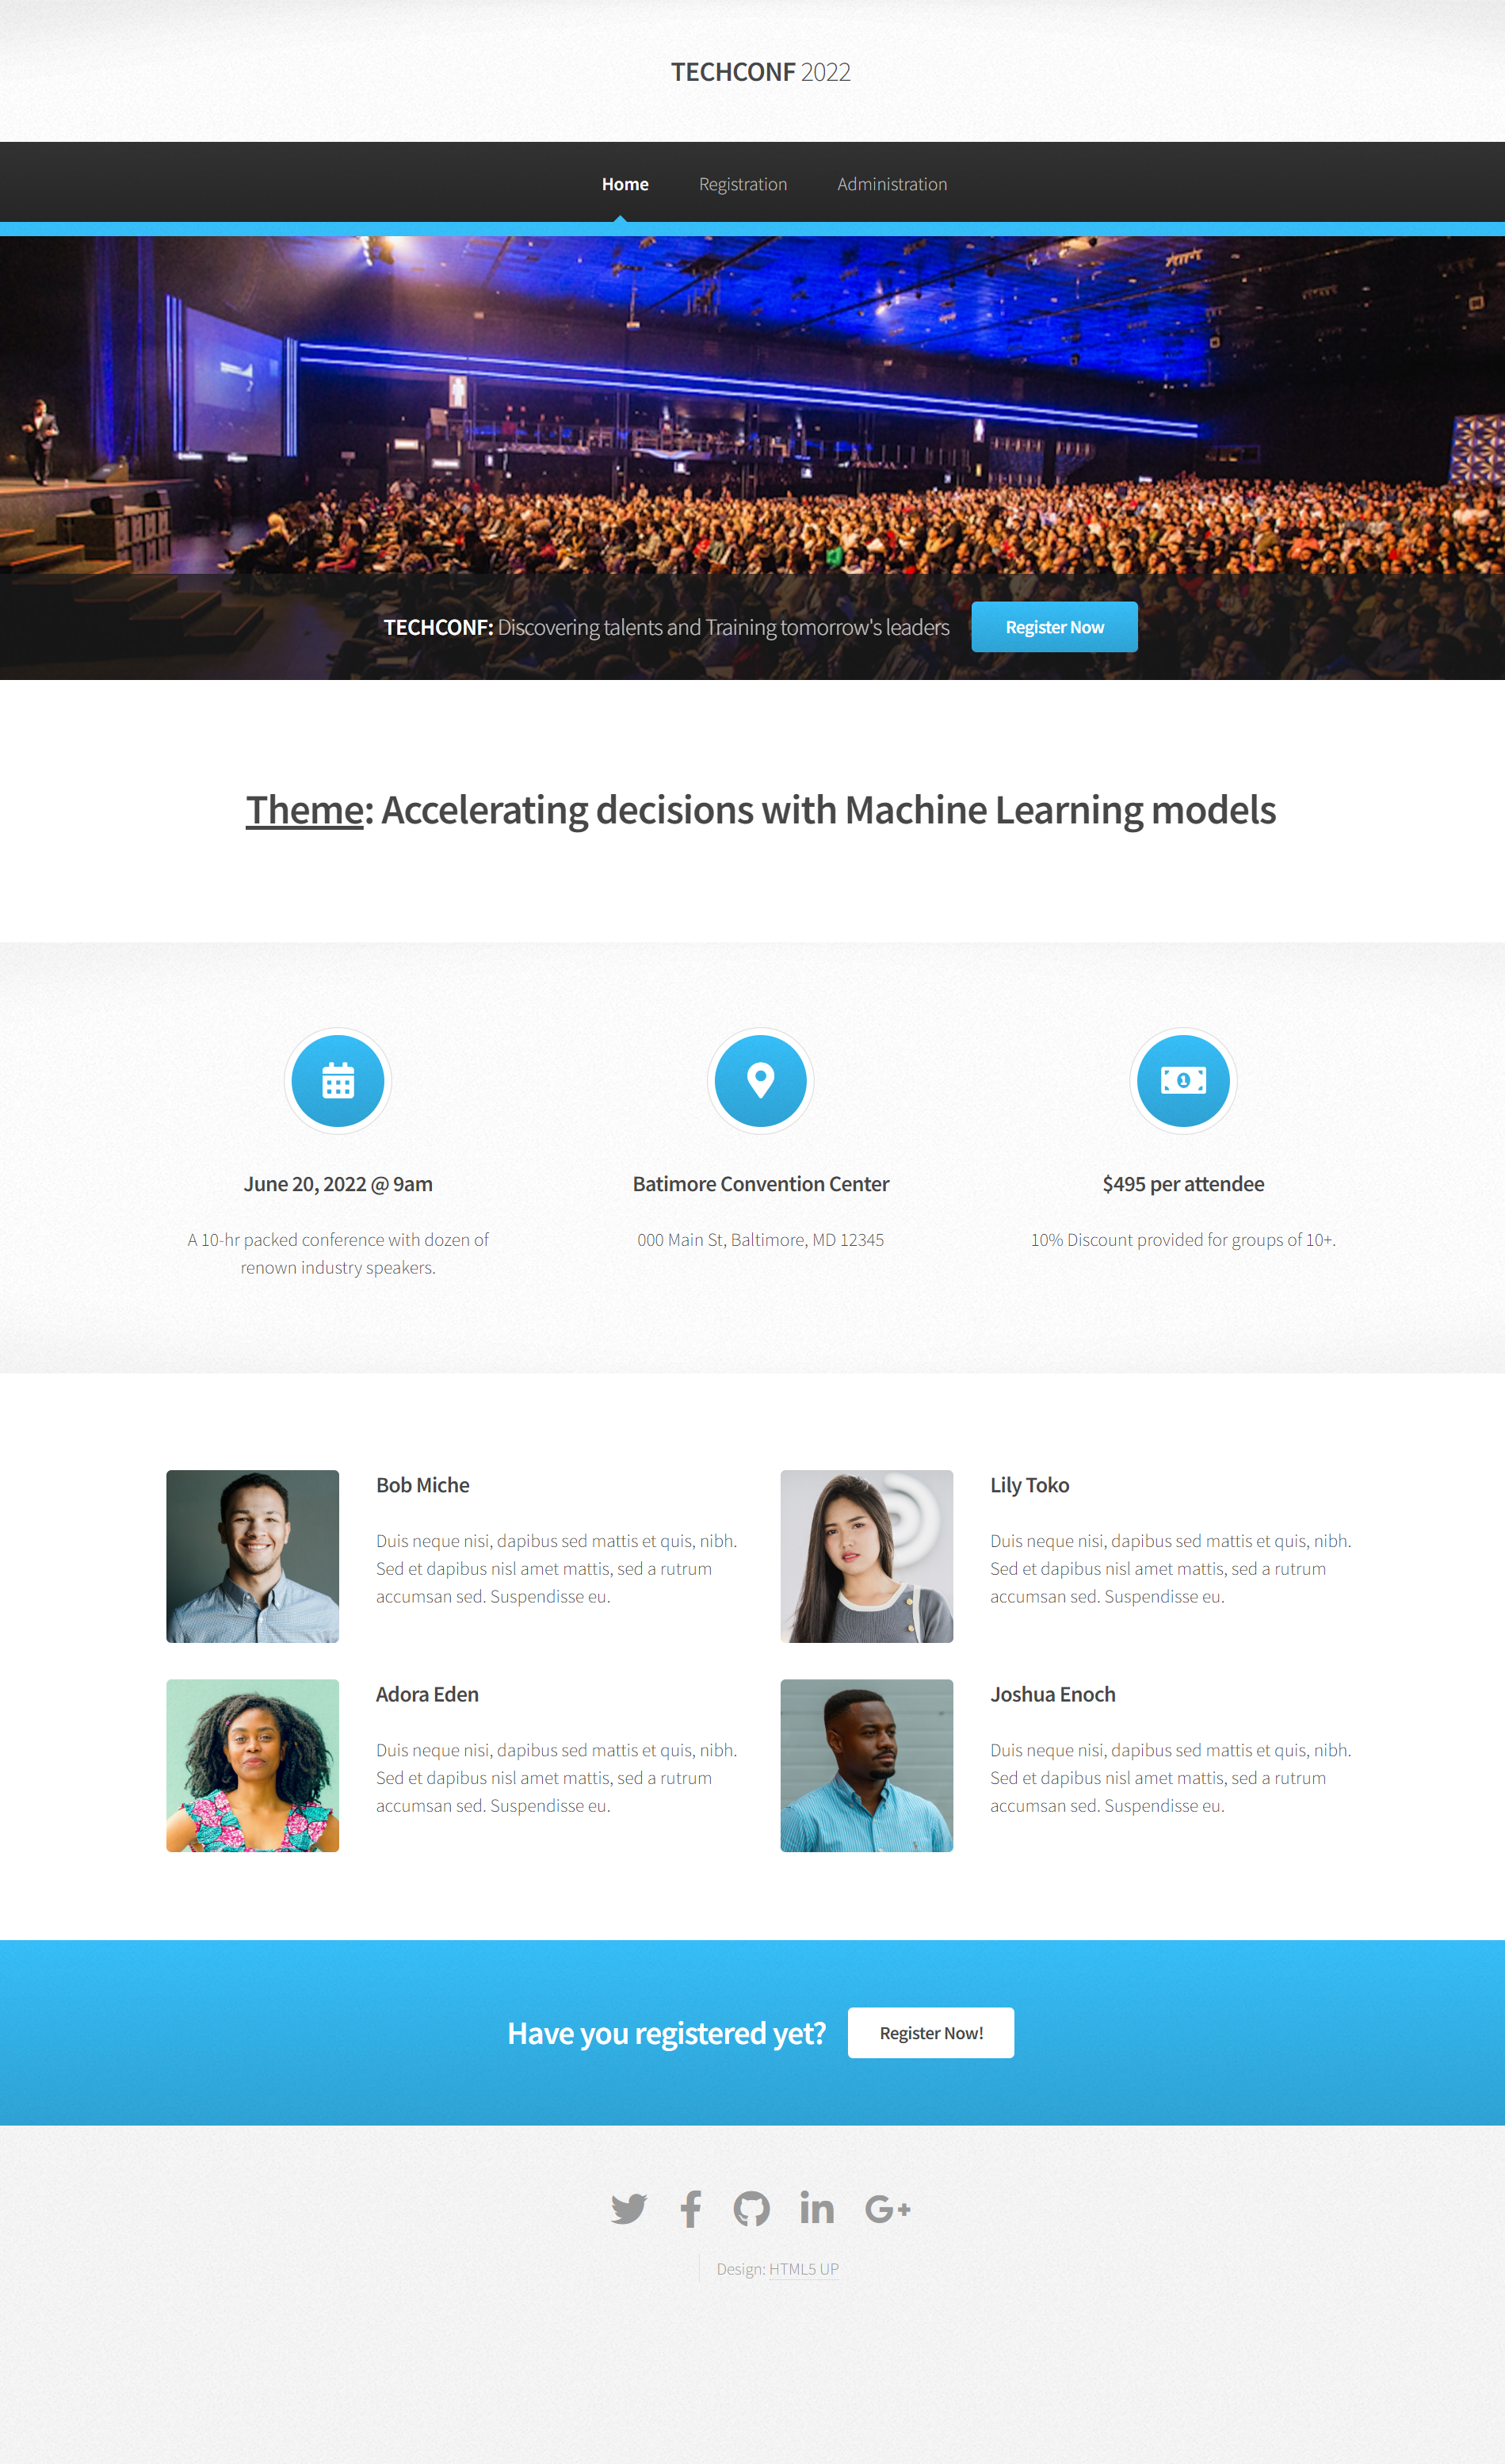 TECHCONF 2022
Home Registration Administration
TECHCONF: Discovering talents and Training tomorrow's leaders Register Now
Theme: Accelerating decisions with Machine Learning models
June 20, 2022 @ 9am
A 10-hr packed conference with dozen of
renown industry speakers.
Batimore Convention Center
000 Main St, Baltimore, MD 12345
$495 per attendee
10% Discount provided for groups of 10+.
Bob Miche
Duis neque nisi, dapibus sed mattis et quis, nibh.
Sed et dapibus nisl amet mattis, sed a rutrum
accumsan sed. Suspendisse eu.
Lily Toko
Duis neque nisi, dapibus sed mattis et quis, nibh.
Sed et dapibus nisl amet mattis, sed a rutrum
accumsan sed. Suspendisse eu.
Adora Eden
Duis neque nisi, dapibus sed mattis et quis, nibh.
Sed et dapibus nisl amet mattis, sed a rutrum
accumsan sed. Suspendisse eu.
Joshua Enoch
Duis neque nisi, dapibus sed mattis et quis, nibh.
Sed et dapibus nisl amet mattis, sed a rutrum
accumsan sed. Suspendisse eu.
Have you registered yet? Register Now!
Design: HTML5 UP